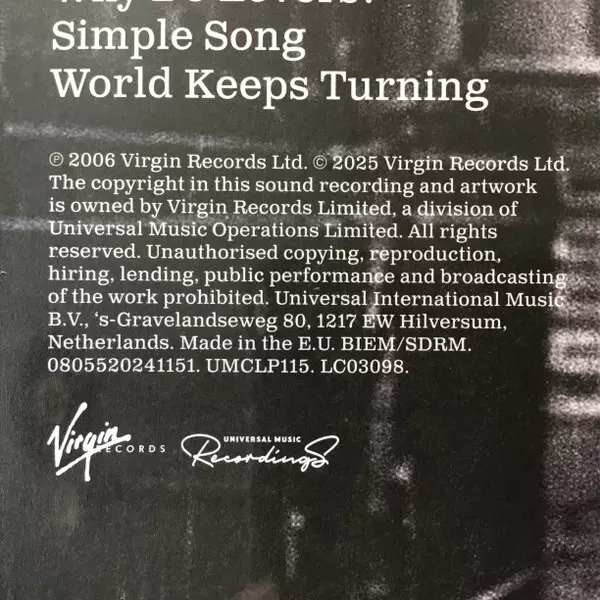 Simple Song
World Keeps Turning
℗ 2006 Virgin Records Ltd. © 2025 Virgin Records Ltd.
The copyright in this sound recording and artwork
is owned by Virgin Records Limited, a division of
Universal Music Operations Limited. All rights
reserved. Unauthorised copying, reproduction,
hiring, lending, public performance and broadcasting
of the work prohibited. Universal International Music
B.V., ‘s-Gravelandseweg 80, 1217 EW Hilversum,
Netherlands. Made in the E.U. BIEM/SDRM.
0805520241151. UMCLP115. LC03098.
Virgin RECORDS
UNIVERSAL MUSIC
Recordings